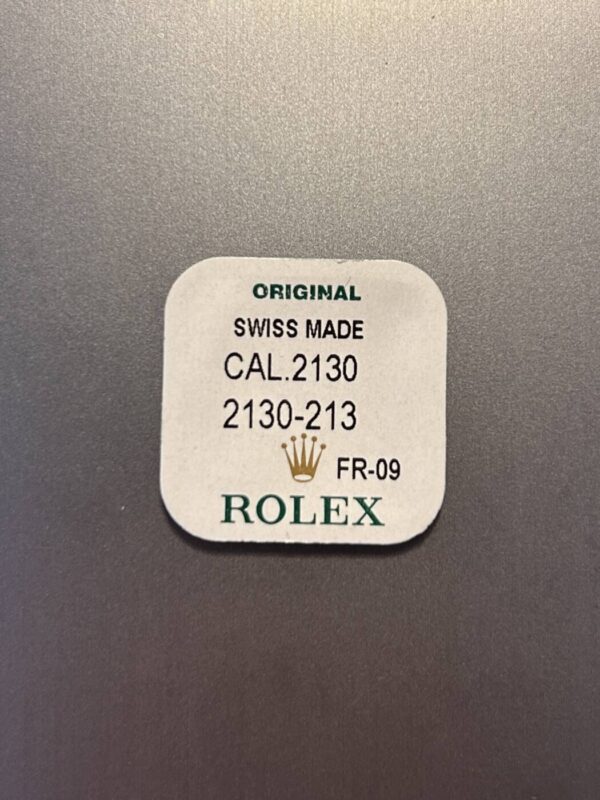 ORIGINAL
SWISS MADE
CAL.2130
2130-213
FR-09
ROLEX